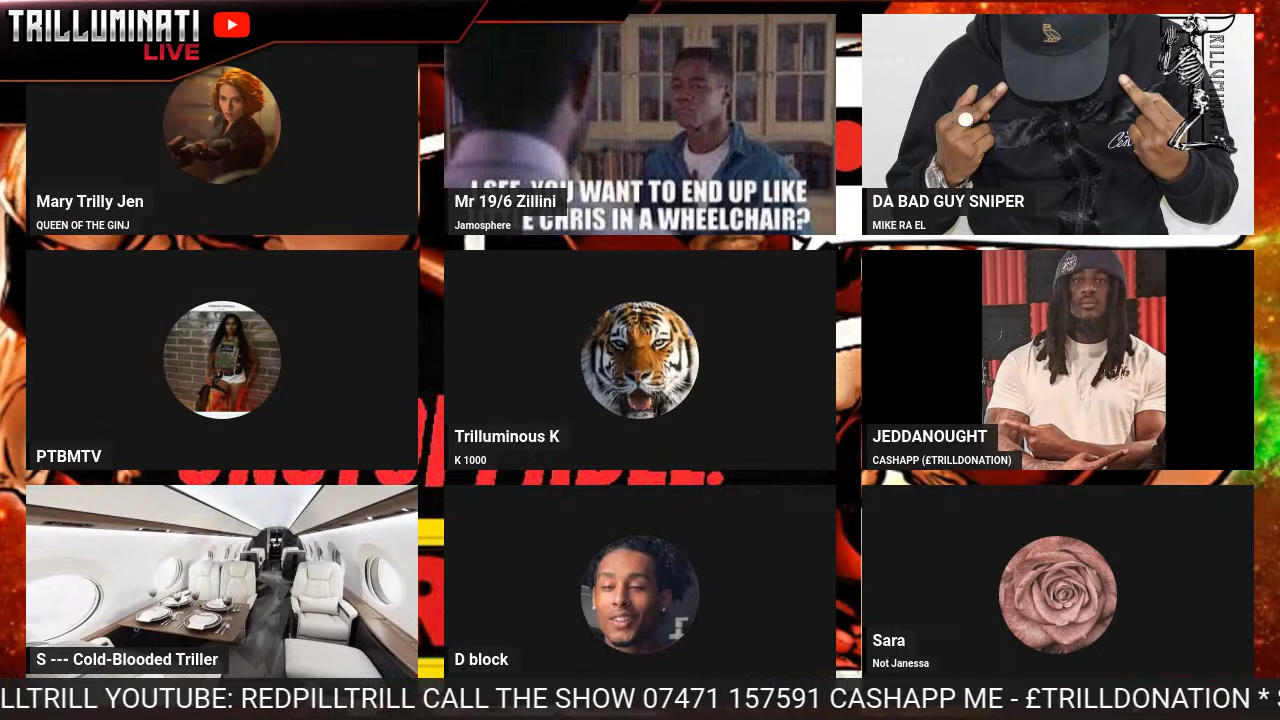 TRILLUMINATI
LIVE
Mary Trilly Jen
QUEEN OF THE GINJ
I SEE, YOU WANT TO END UP LIKE
E CHRIS IN A WHEELCHAIR?
Mr 19/6 Zillini
Jamosphere
DA BAD GUY SNIPER
MIKE RA EL
PTBMTV
Trilluminous K
K 1000
JEDDANOUGHT
CASHAPP (£TRILLDONATION)
S --- Cold-Blooded Triller
D block
Sara
Not Janessa
LLTRILL YOUTUBE: REDPILLTRILL CALL THE SHOW 07471 157591 CASHAPP ME - £TRILLDONATION *